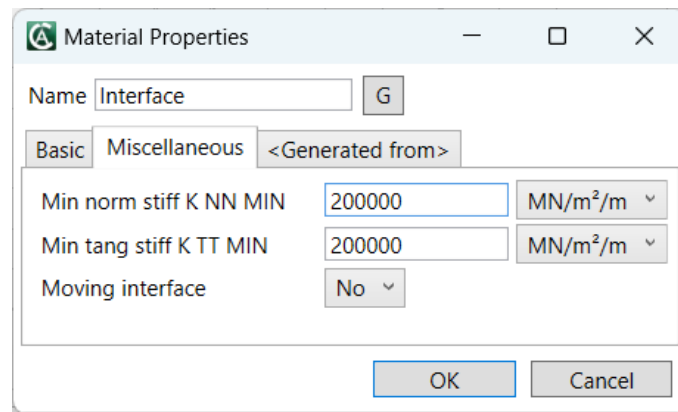 Material Properties
Name Interface G
Basic Miscellaneous <Generated from>
Min norm stiff K NN MIN 200000 MN/m²/m
Min tang stiff K TT MIN 200000 MN/m²/m
Moving interface No
OK Cancel